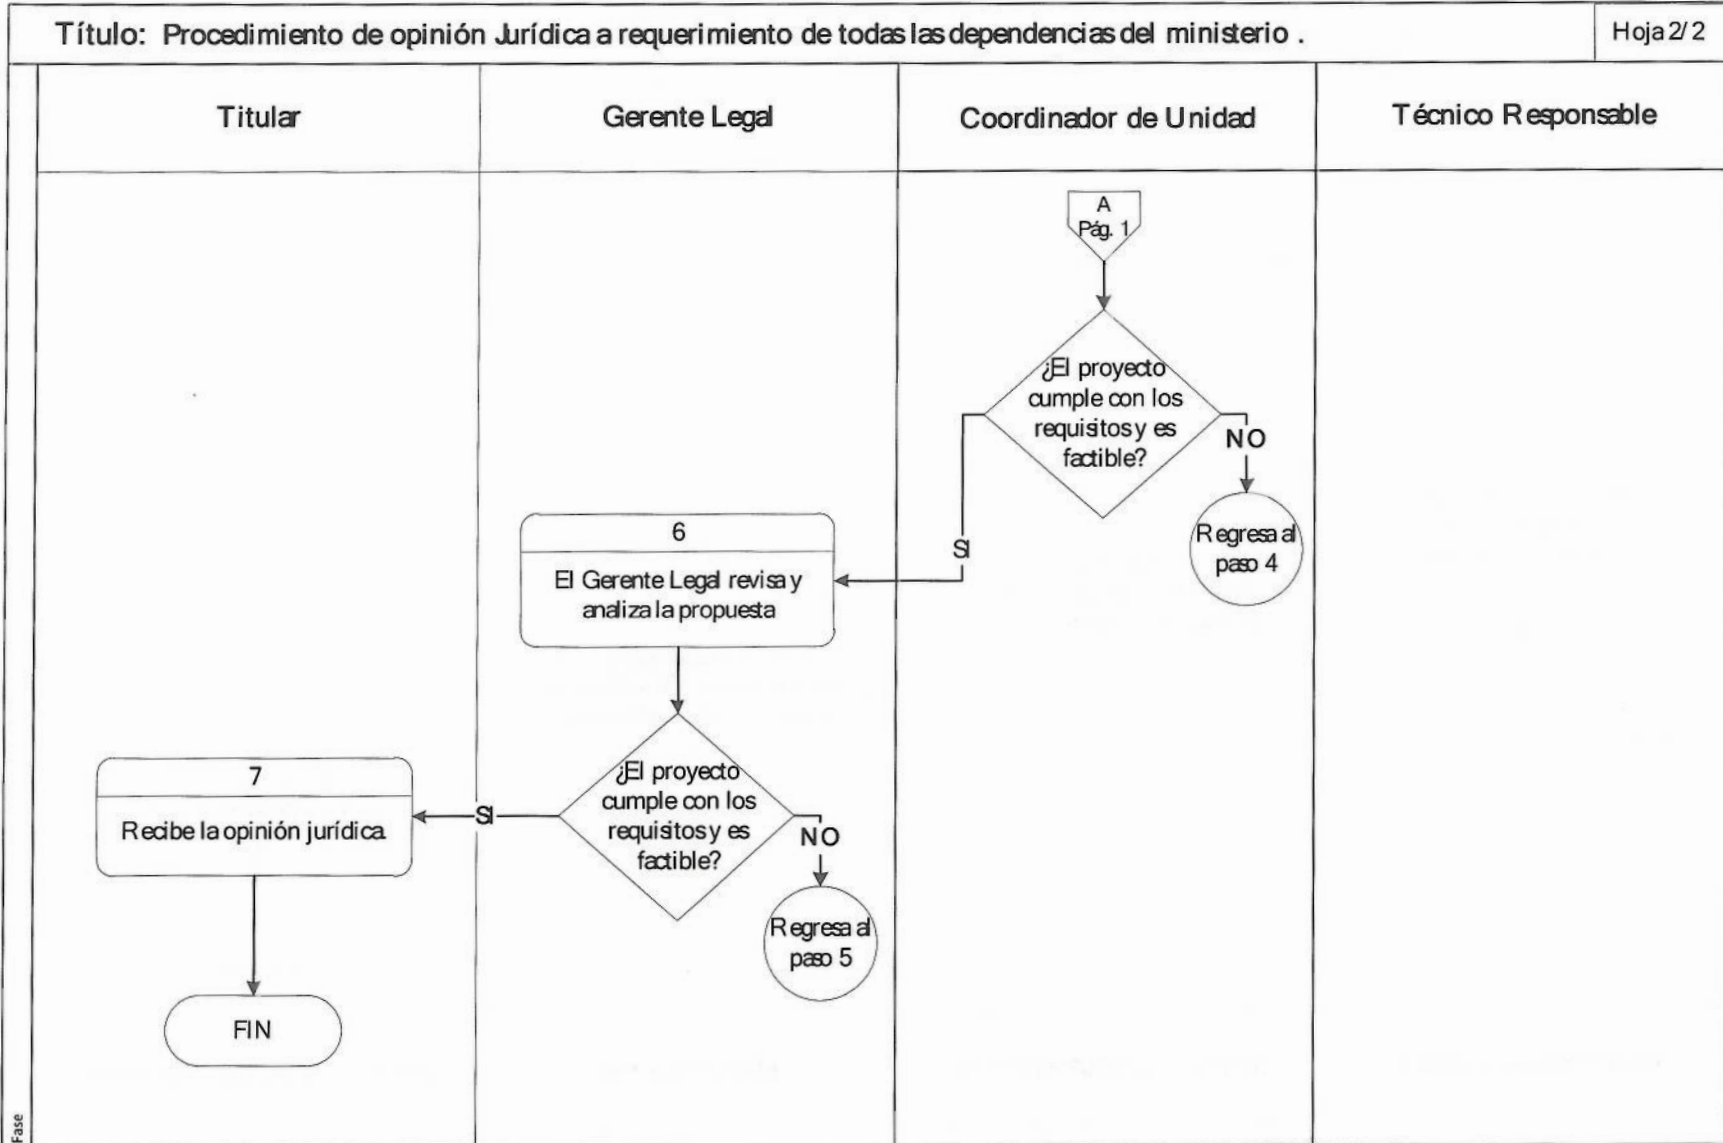 Título: Procedimiento de opinión Jurídica a requerimiento de todas las dependencias del ministerio .
Hoja 2/2
Titular
Gerente Legal
Coordinador de Unidad
Técnico Responsable
A
Pág. 1
¿El proyecto
cumple con los
requisitos y es
factible?
NO
Regresa al
paso 4
SI
6
El Gerente Legal revisa y
analiza la propuesta
¿El proyecto
cumple con los
requisitos y es
factible?
NO
Regresa al
paso 5
SI
7
Recibe la opinión jurídica.
FIN
Fase